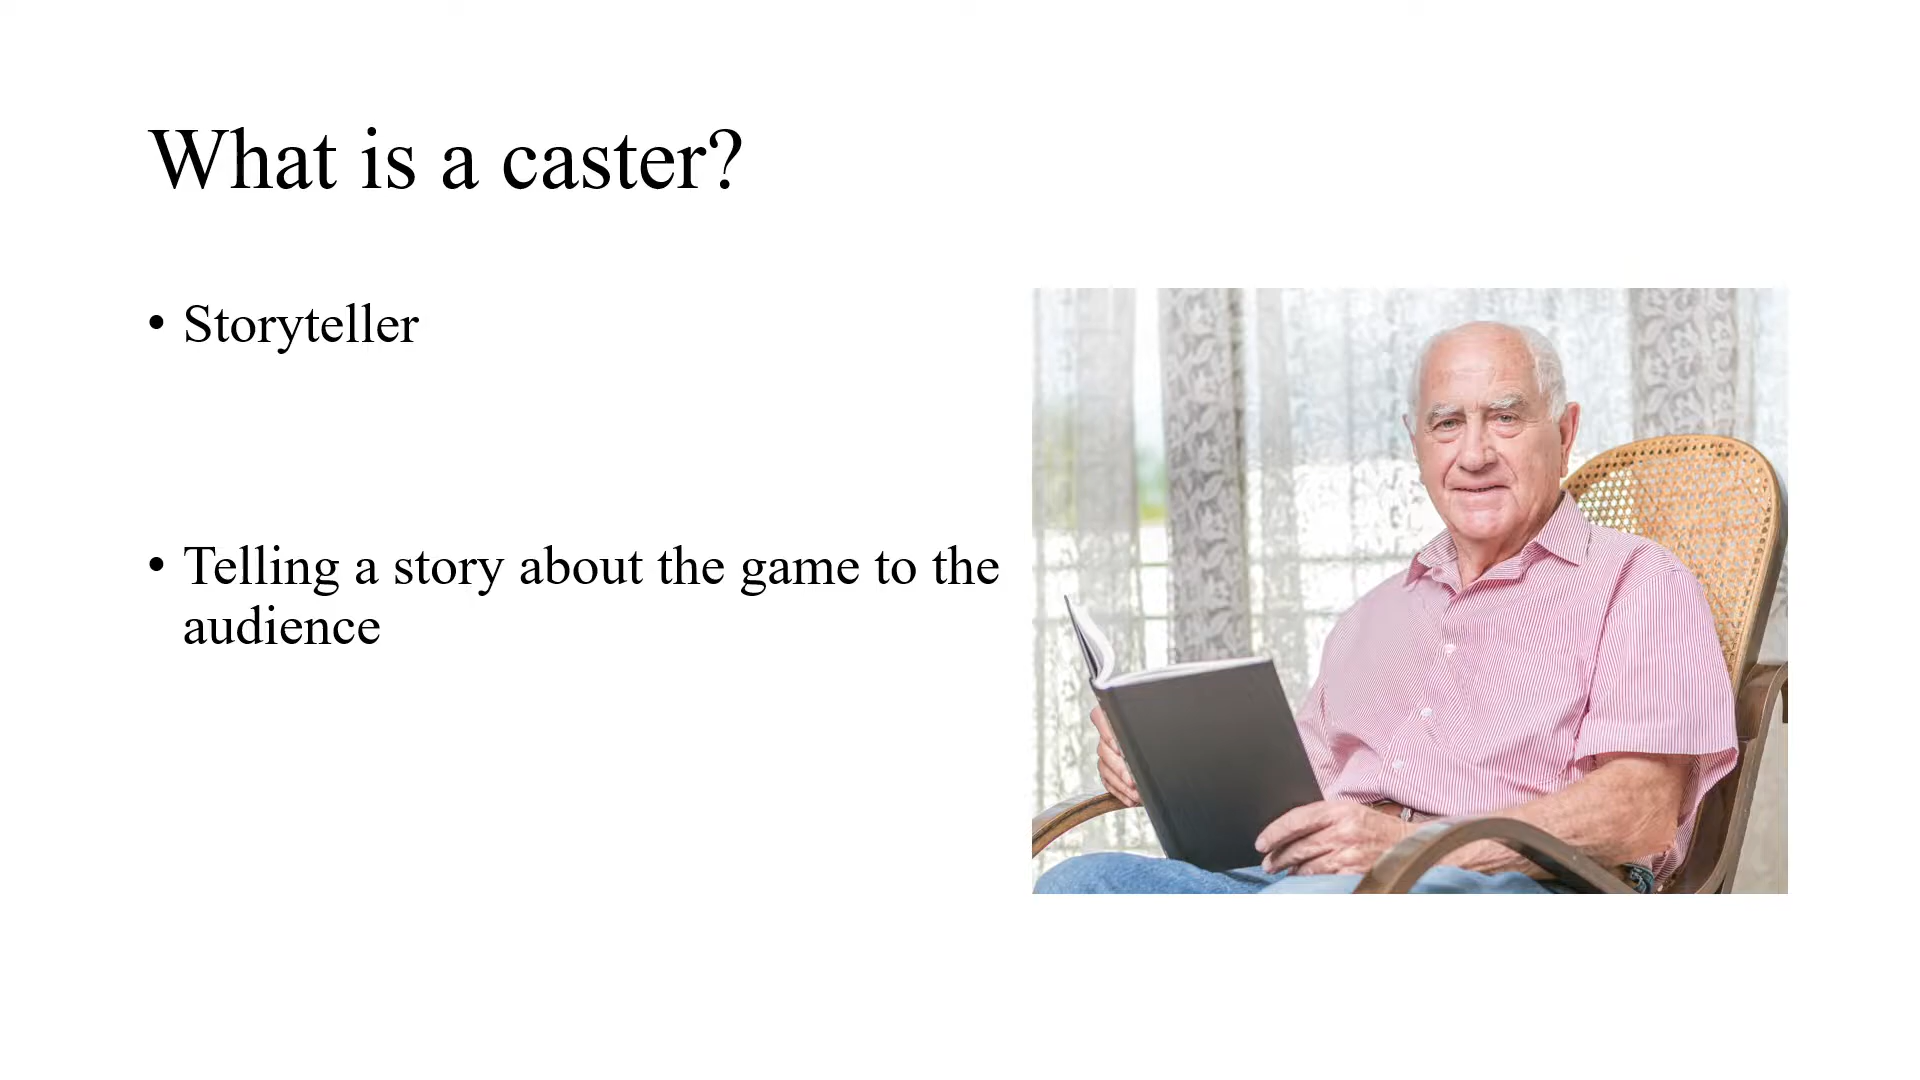 What is a caster?
• Storyteller
• Telling a story about the game to the
audience